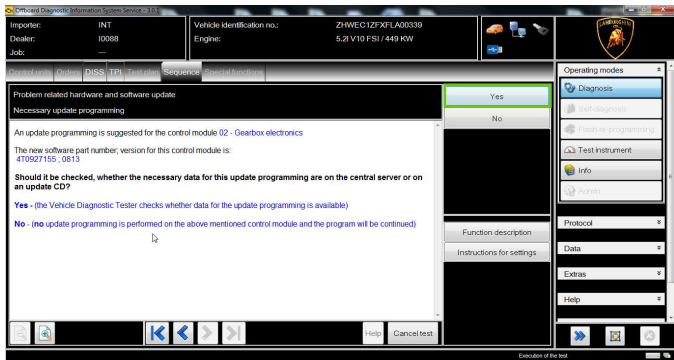 Offboard Diagnostic Information System Service - 3.0.1
Importer: INT
Dealer: I0088
Job: ---
Vehicle identification no.: ZHWEC1ZFXFLA00339
Engine: 5.2l V10 FSI / 449 KW
LAMBORGHINI
Control units Orders DISS TPI Test plan Sequence Special functions
Problem related hardware and software update
Necessary update programming
An update programming is suggested for the control module 02 - Gearbox electronics
The new software part number; version for this control module is:
4T0927155 ; 0813
Should it be checked, whether the necessary data for this update programming are on the central server or on
an update CD?
Yes - (the Vehicle Diagnostic Tester checks whether data for the update programming is available)
No - (no update programming is performed on the above mentioned control module and the program will be continued)
Yes
No
Function description
Instructions for settings
Help
Cancel test
Operating modes
Diagnosis
Self-diagnosis
Flash re-programming
Test instrument
Info
Admin
Protocol
Data
Extras
Help
Execution of the test